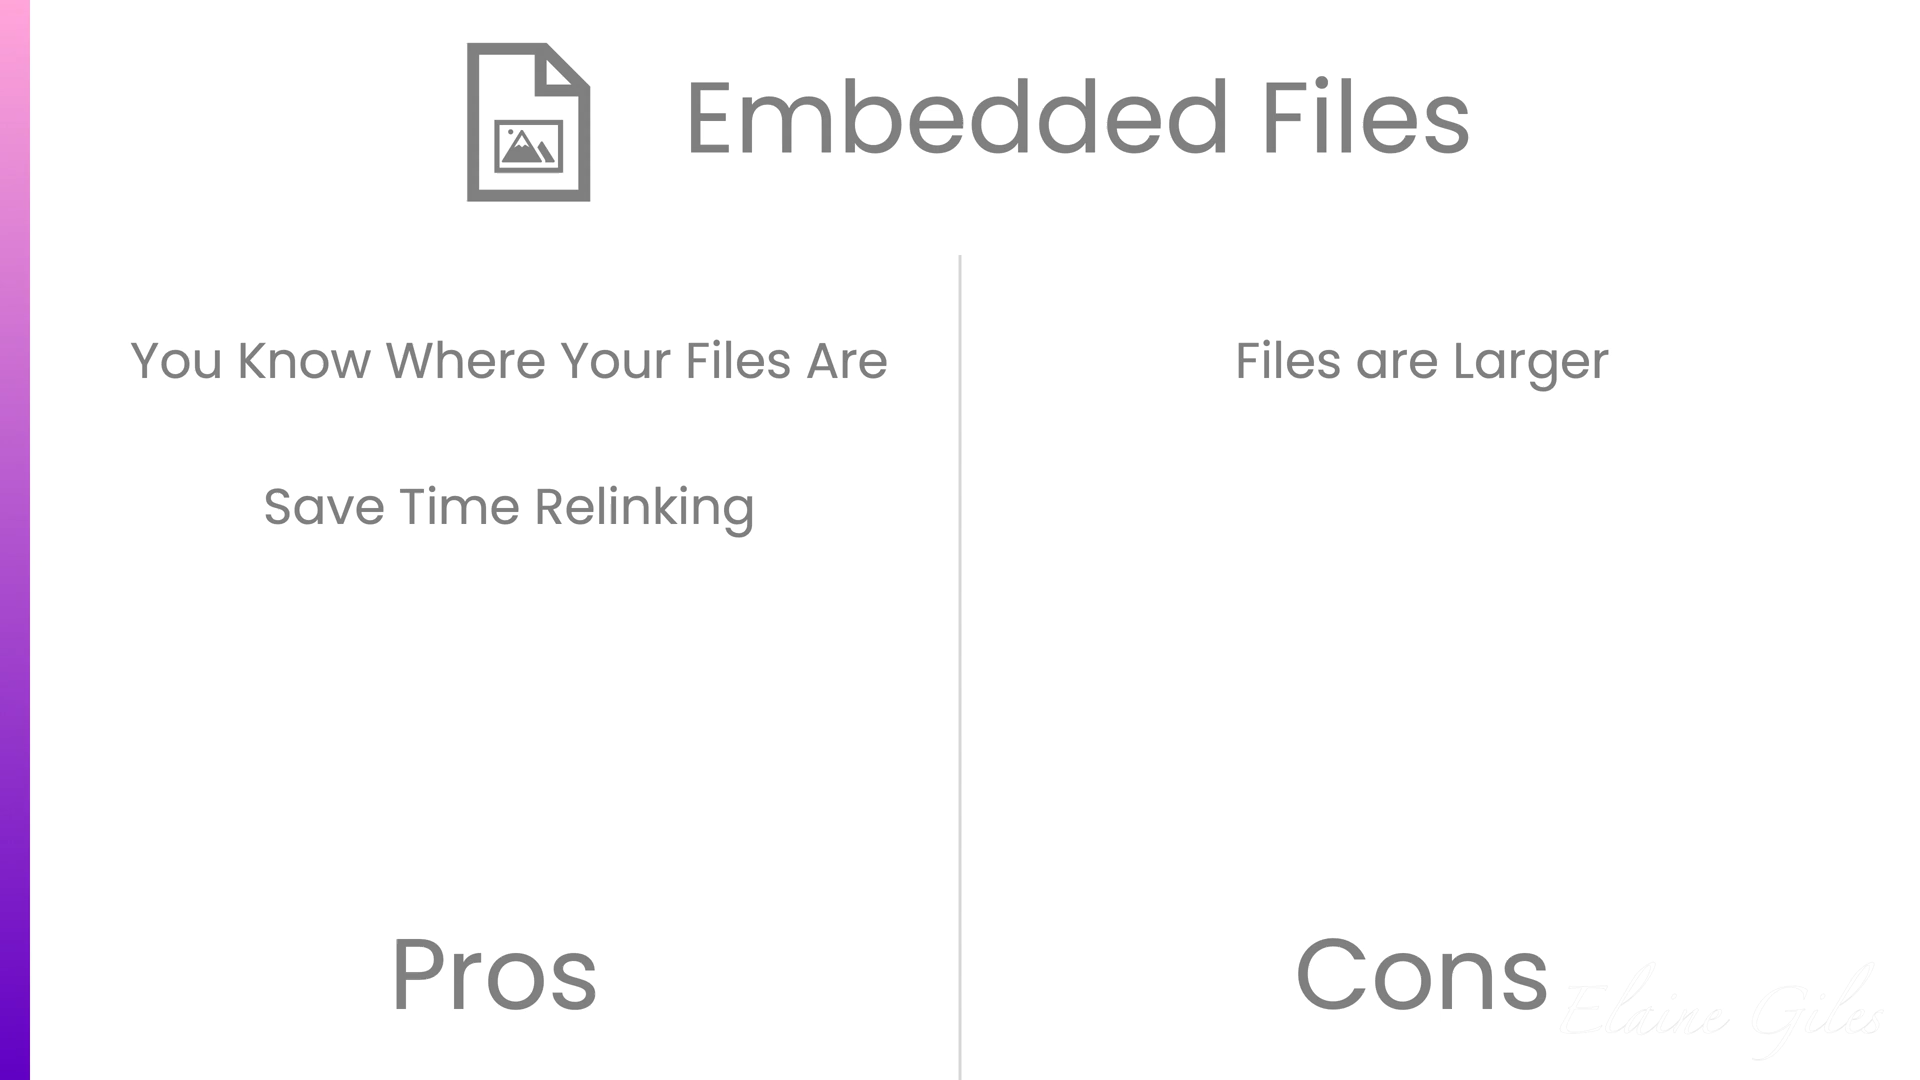 Embedded Files
You Know Where Your Files Are
Save Time Relinking
Pros
Files are Larger
Cons
Elaine Giles